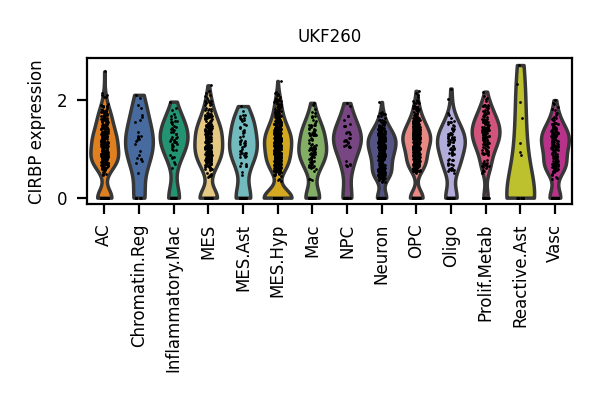 UKF260
CIRBP expression
2
0
AC
Chromatin.Reg
Inflammatory.Mac
MES
MES.Ast
MES.Hyp
Mac
NPC
Neuron
OPC
Oligo
Prolif.Metab
Reactive.Ast
Vasc